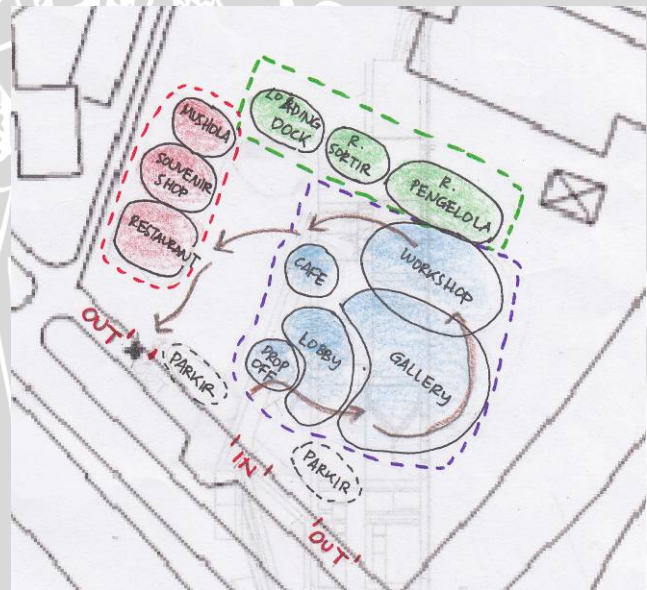 LOADING
DOCK
MUSHOLA
R.
SORTIR
SOUVENIR
SHOP
R.
PENGELOLA
RESTAURANT
WORKSHOP
CAFE
OUT
LOBBY
DROP
OFF
GALLERY
PARKIR
IN
PARKIR
OUT